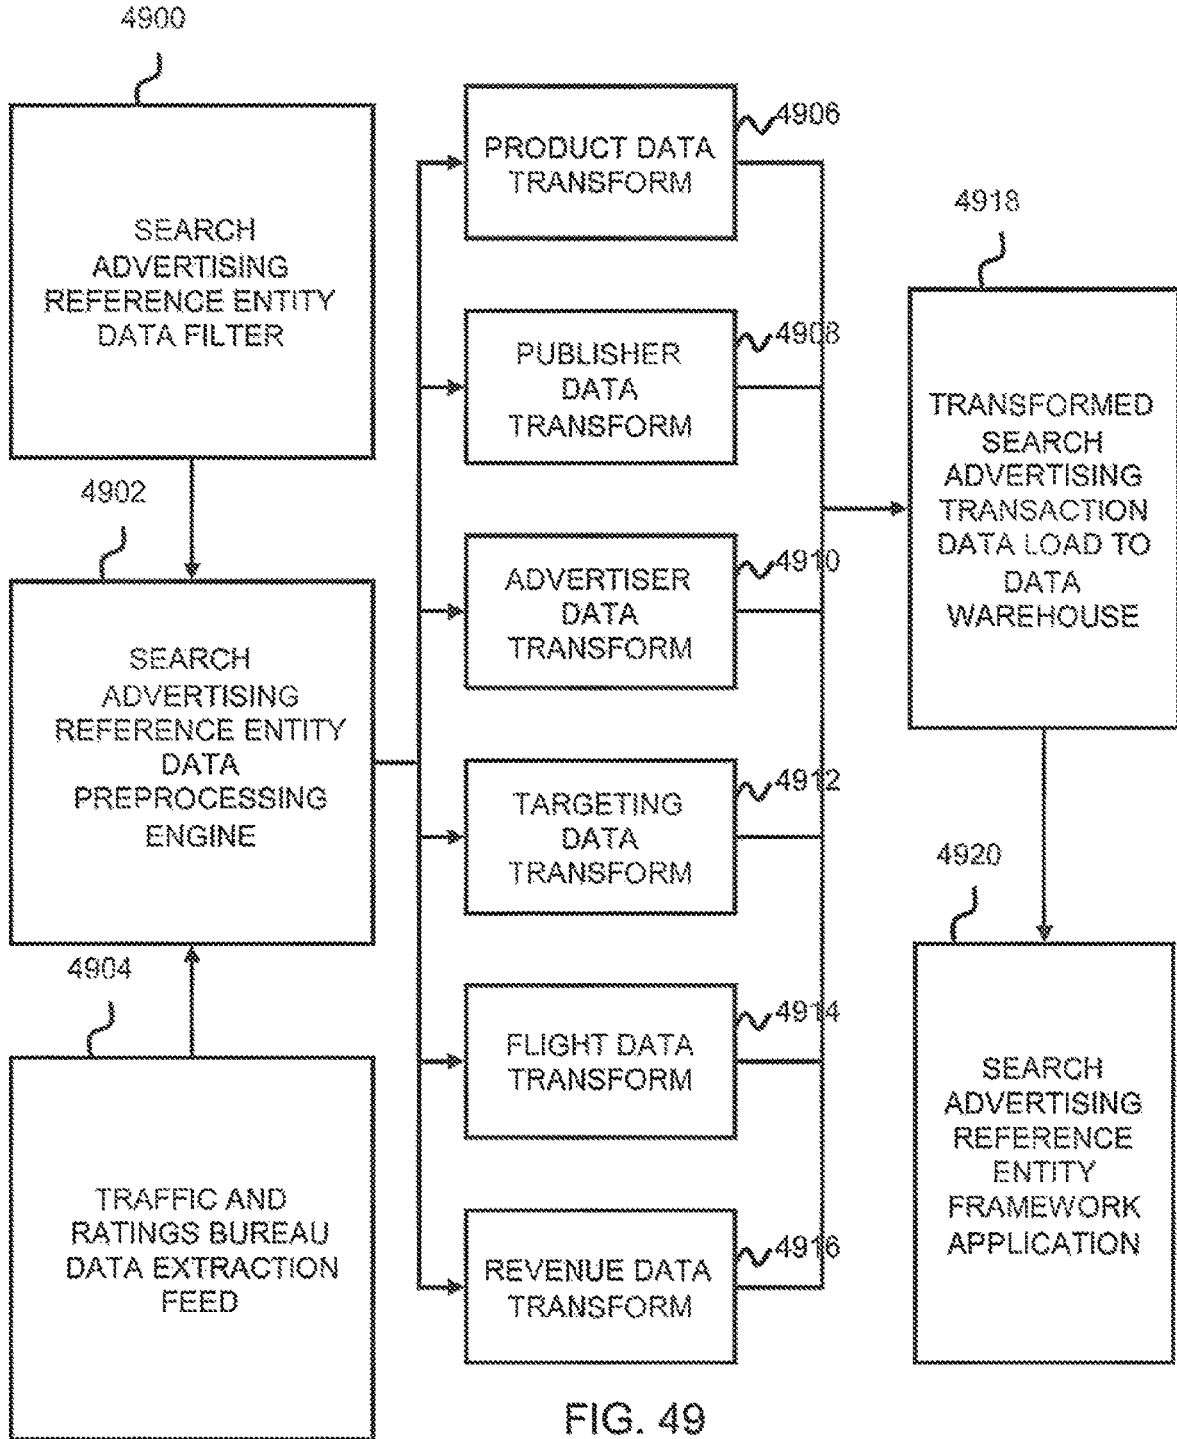 4900
SEARCH
ADVERTISING
REFERENCE ENTITY
DATA FILTER
4902
SEARCH
ADVERTISING
REFERENCE ENTITY
DATA
PREPROCESSING
ENGINE
4904
TRAFFIC AND
RATINGS BUREAU
DATA EXTRACTION
FEED
4906
PRODUCT DATA
TRANSFORM
4908
PUBLISHER
DATA
TRANSFORM
4910
ADVERTISER
DATA
TRANSFORM
4912
TARGETING
DATA
TRANSFORM
4914
FLIGHT DATA
TRANSFORM
4916
REVENUE DATA
TRANSFORM
4918
TRANSFORMED
SEARCH
ADVERTISING
TRANSACTION
DATA LOAD TO
DATA
WAREHOUSE
4920
SEARCH
ADVERTISING
REFERENCE
ENTITY
FRAMEWORK
APPLICATION
FIG. 49